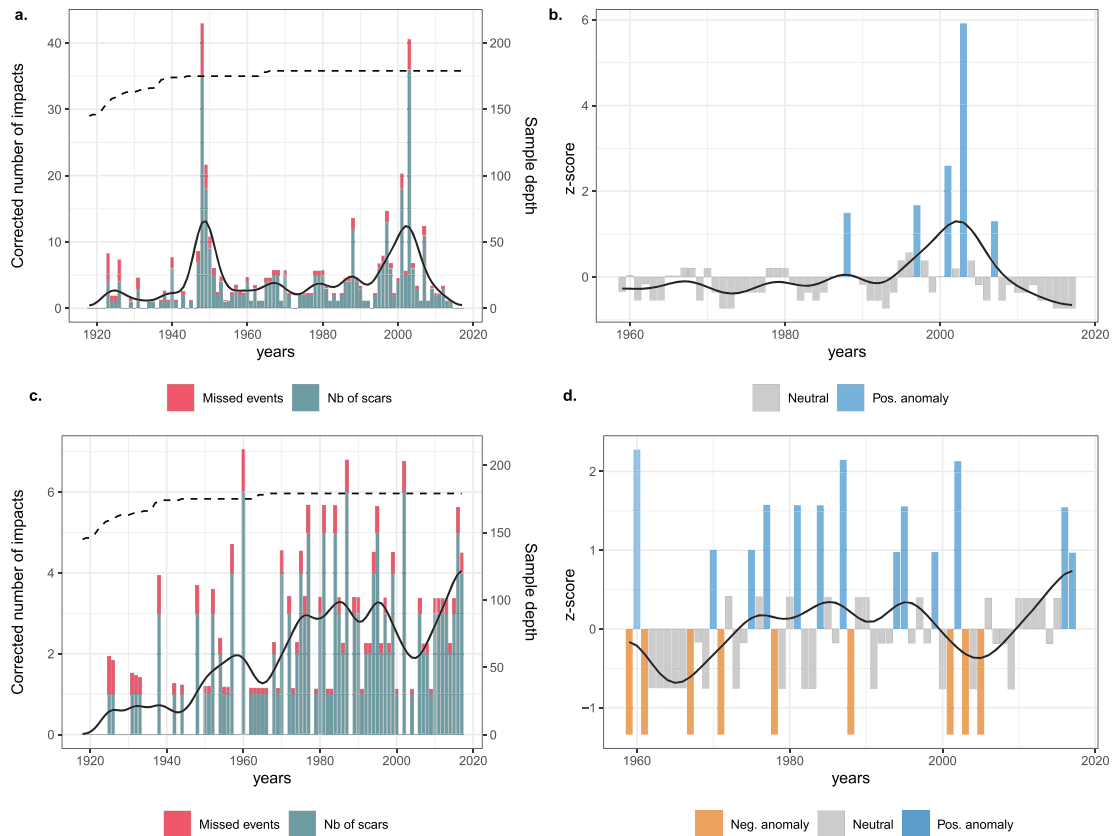 a.
Corrected number of impacts
40
30
20
10
0
200
150
100
50
0
Sample depth
1920 1940 1960 1980 2000 2020
years
Missed events Nb of scars
b.
z-score
6
4
2
0
1960 1980 2000 2020
years
Neutral Pos. anomaly
c.
Corrected number of impacts
6
4
2
0
200
150
100
50
0
Sample depth
1920 1940 1960 1980 2000 2020
years
Missed events Nb of scars
d.
z-score
2
1
0
−1
1960 1980 2000 2020
years
Neg. anomaly Neutral Pos. anomaly